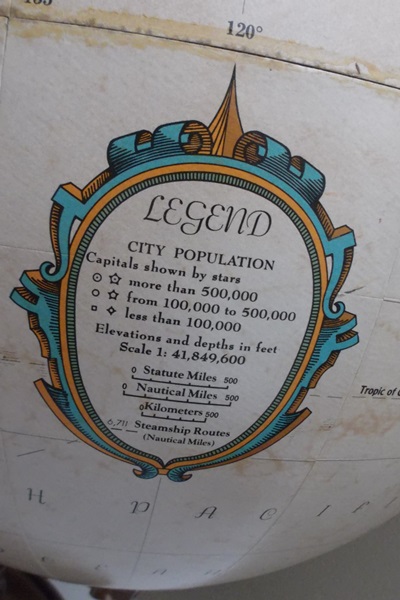 120°
LEGEND
CITY POPULATION
Capitals shown by stars
more than 500,000
from 100,000 to 500,000
less than 100,000
Elevations and depths in feet
Scale 1: 41,849,600
0 Statute Miles 500
0 Nautical Miles 500
0 Kilometers 500
6,711 Steamship Routes
(Nautical Miles)
Tropic of
H P A C I F